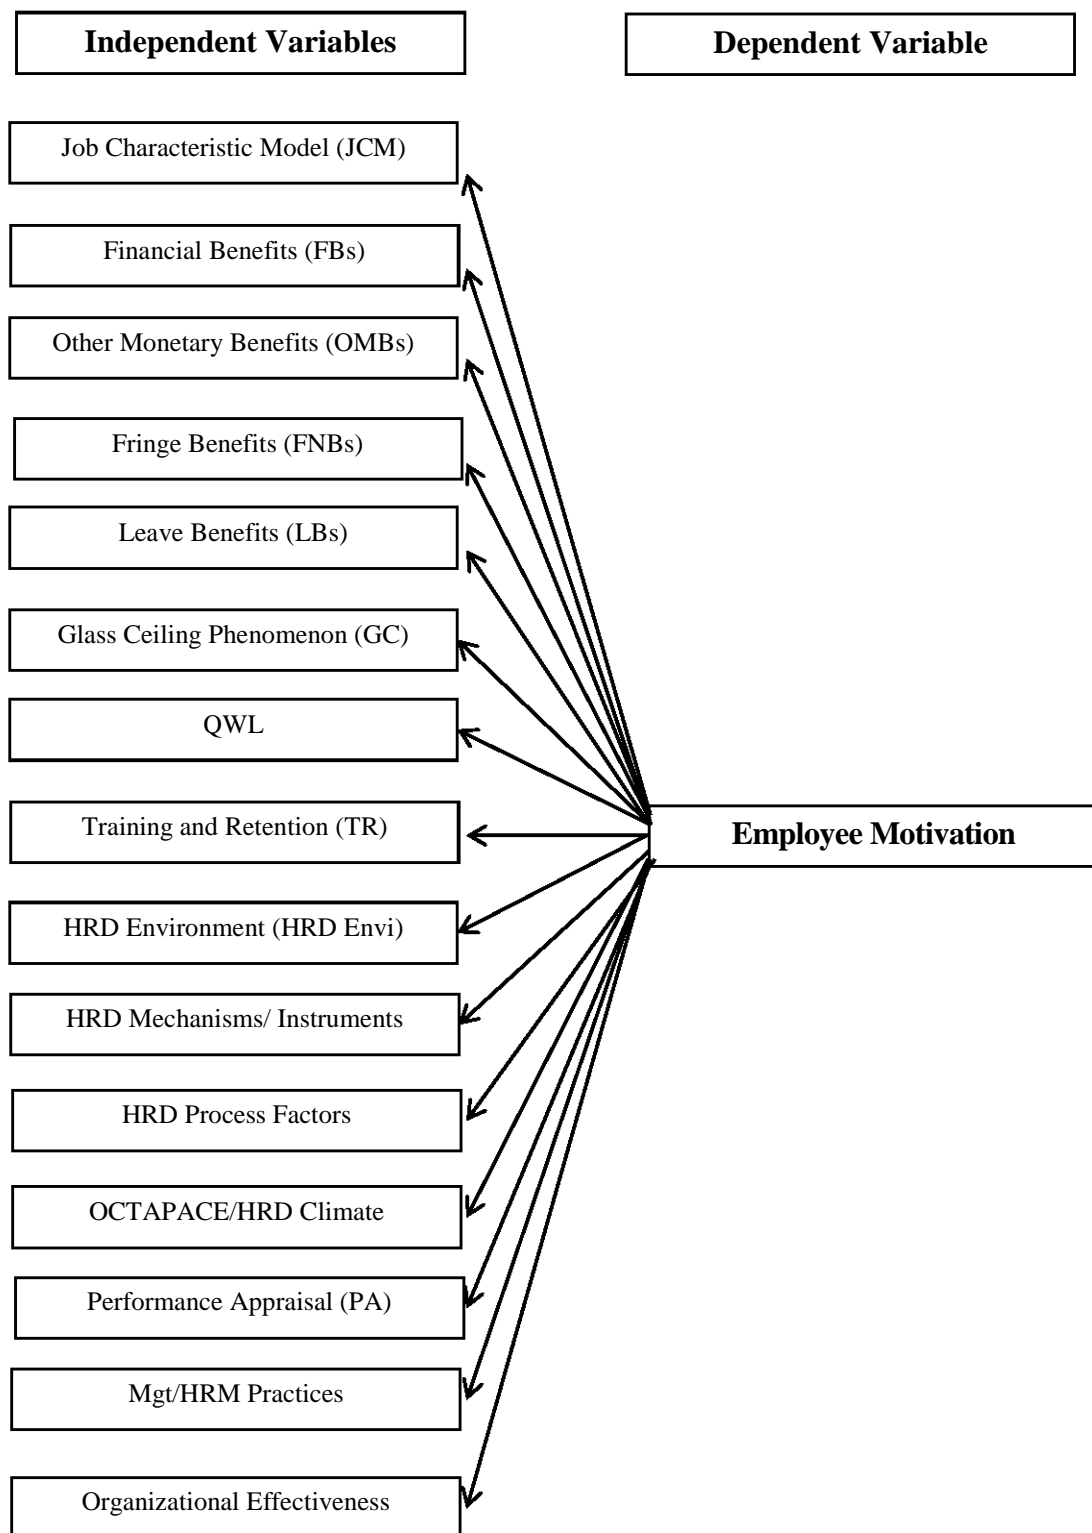 Independent Variables
Dependent Variable
Job Characteristic Model (JCM)
Financial Benefits (FBs)
Other Monetary Benefits (OMBs)
Fringe Benefits (FNBs)
Leave Benefits (LBs)
Glass Ceiling Phenomenon (GC)
QWL
Training and Retention (TR)
Employee Motivation
HRD Environment (HRD Envi)
HRD Mechanisms/ Instruments
HRD Process Factors
OCTAPACE/HRD Climate
Performance Appraisal (PA)
Mgt/HRM Practices
Organizational Effectiveness